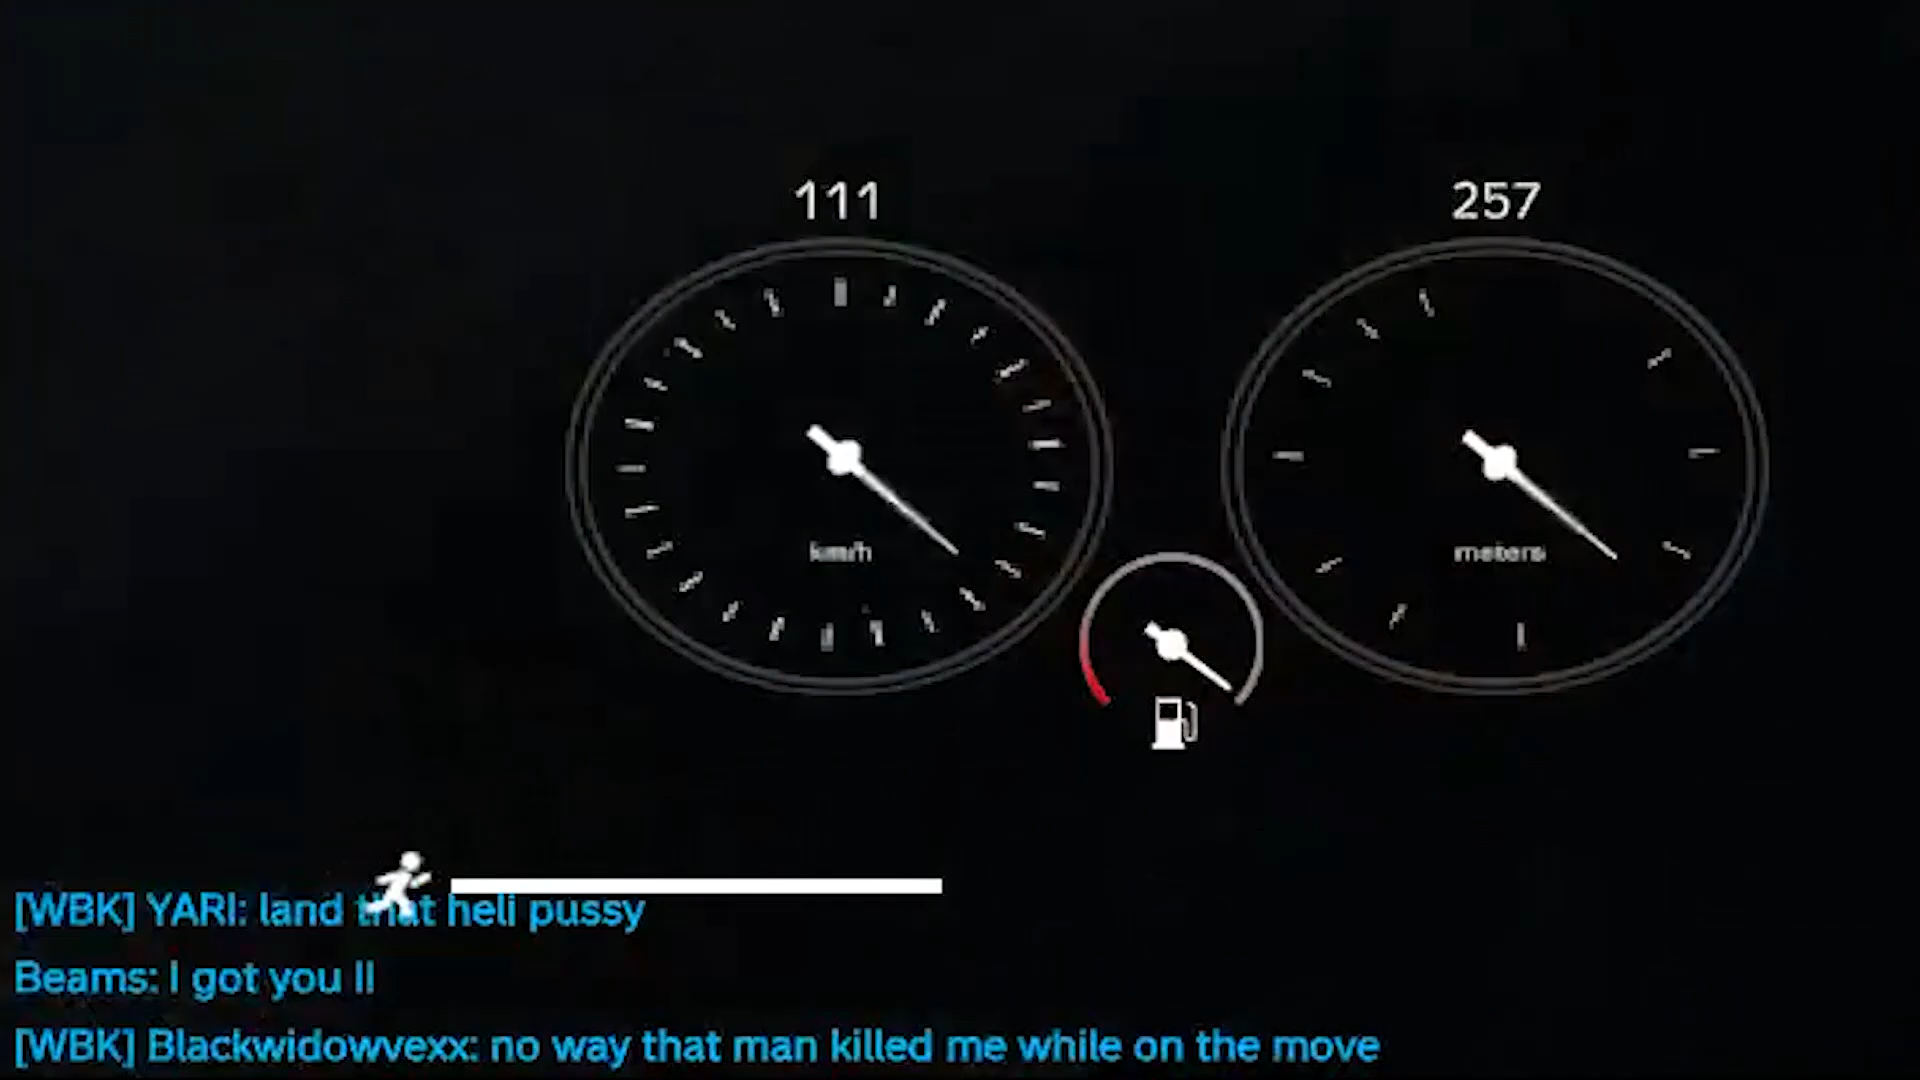 111
257
km/h
meters
[WBK] YARI: land that heli pussy
Beams: I got you II
[WBK] Blackwidowvexx: no way that man killed me while on the move